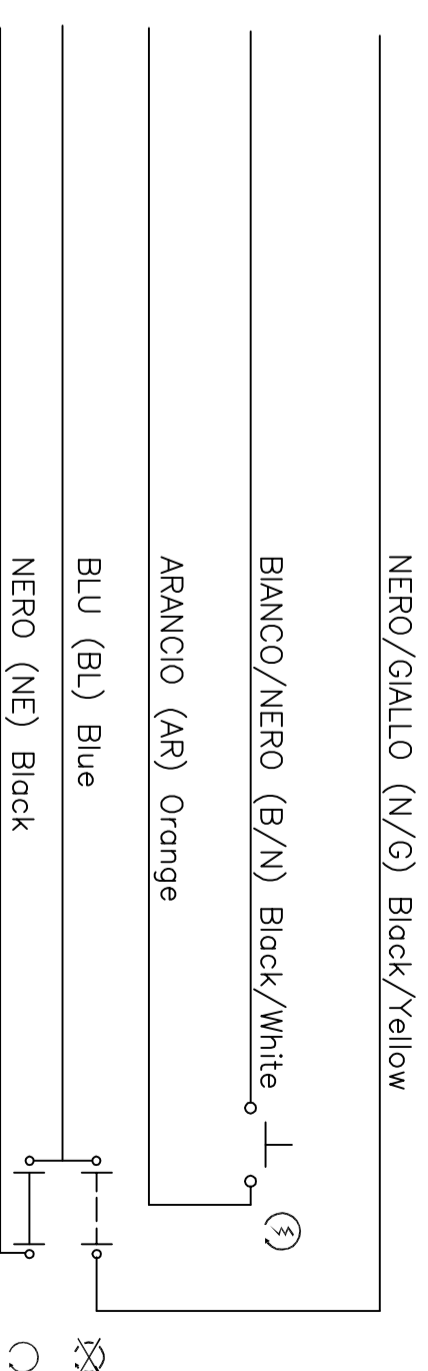 NERO/GIALLO (N/G) Black/Yellow
BIANCO/NERO (B/N) Black/White
ARANCIO (AR) Orange
BLU (BL) Blue
NERO (NE) Black